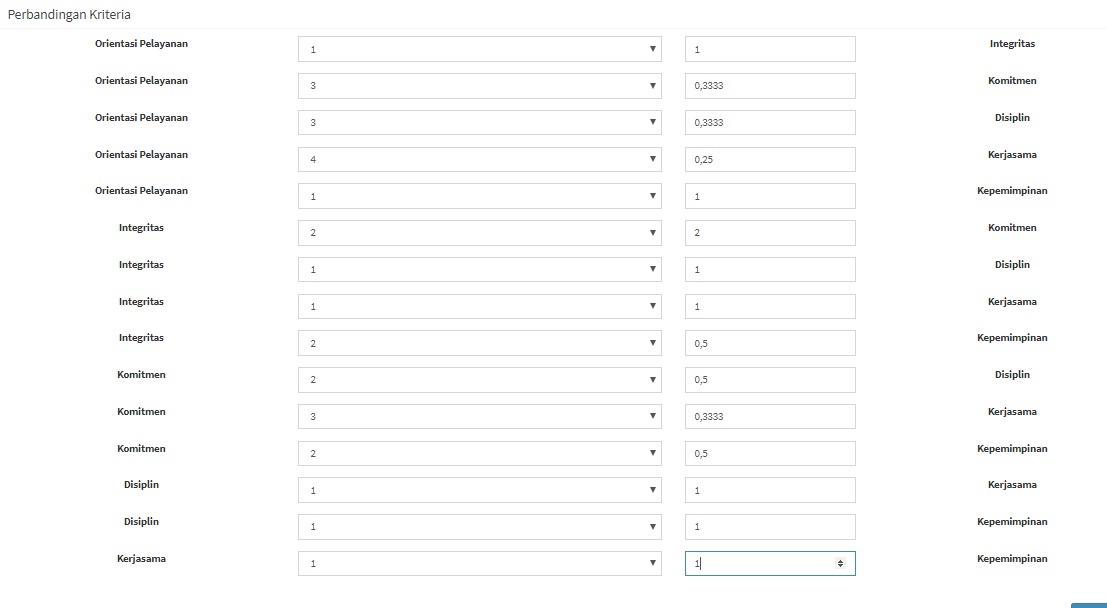 Perbandingan Kriteria
Orientasi Pelayanan 1 1 Integritas
Orientasi Pelayanan 3 0,3333 Komitmen
Orientasi Pelayanan 3 0,3333 Disiplin
Orientasi Pelayanan 4 0,25 Kerjasama
Orientasi Pelayanan 1 1 Kepemimpinan
Integritas 2 2 Komitmen
Integritas 1 1 Disiplin
Integritas 1 1 Kerjasama
Integritas 2 0,5 Kepemimpinan
Komitmen 2 0,5 Disiplin
Komitmen 3 0,3333 Kerjasama
Komitmen 2 0,5 Kepemimpinan
Disiplin 1 1 Kerjasama
Disiplin 1 1 Kepemimpinan
Kerjasama 1 1 Kepemimpinan